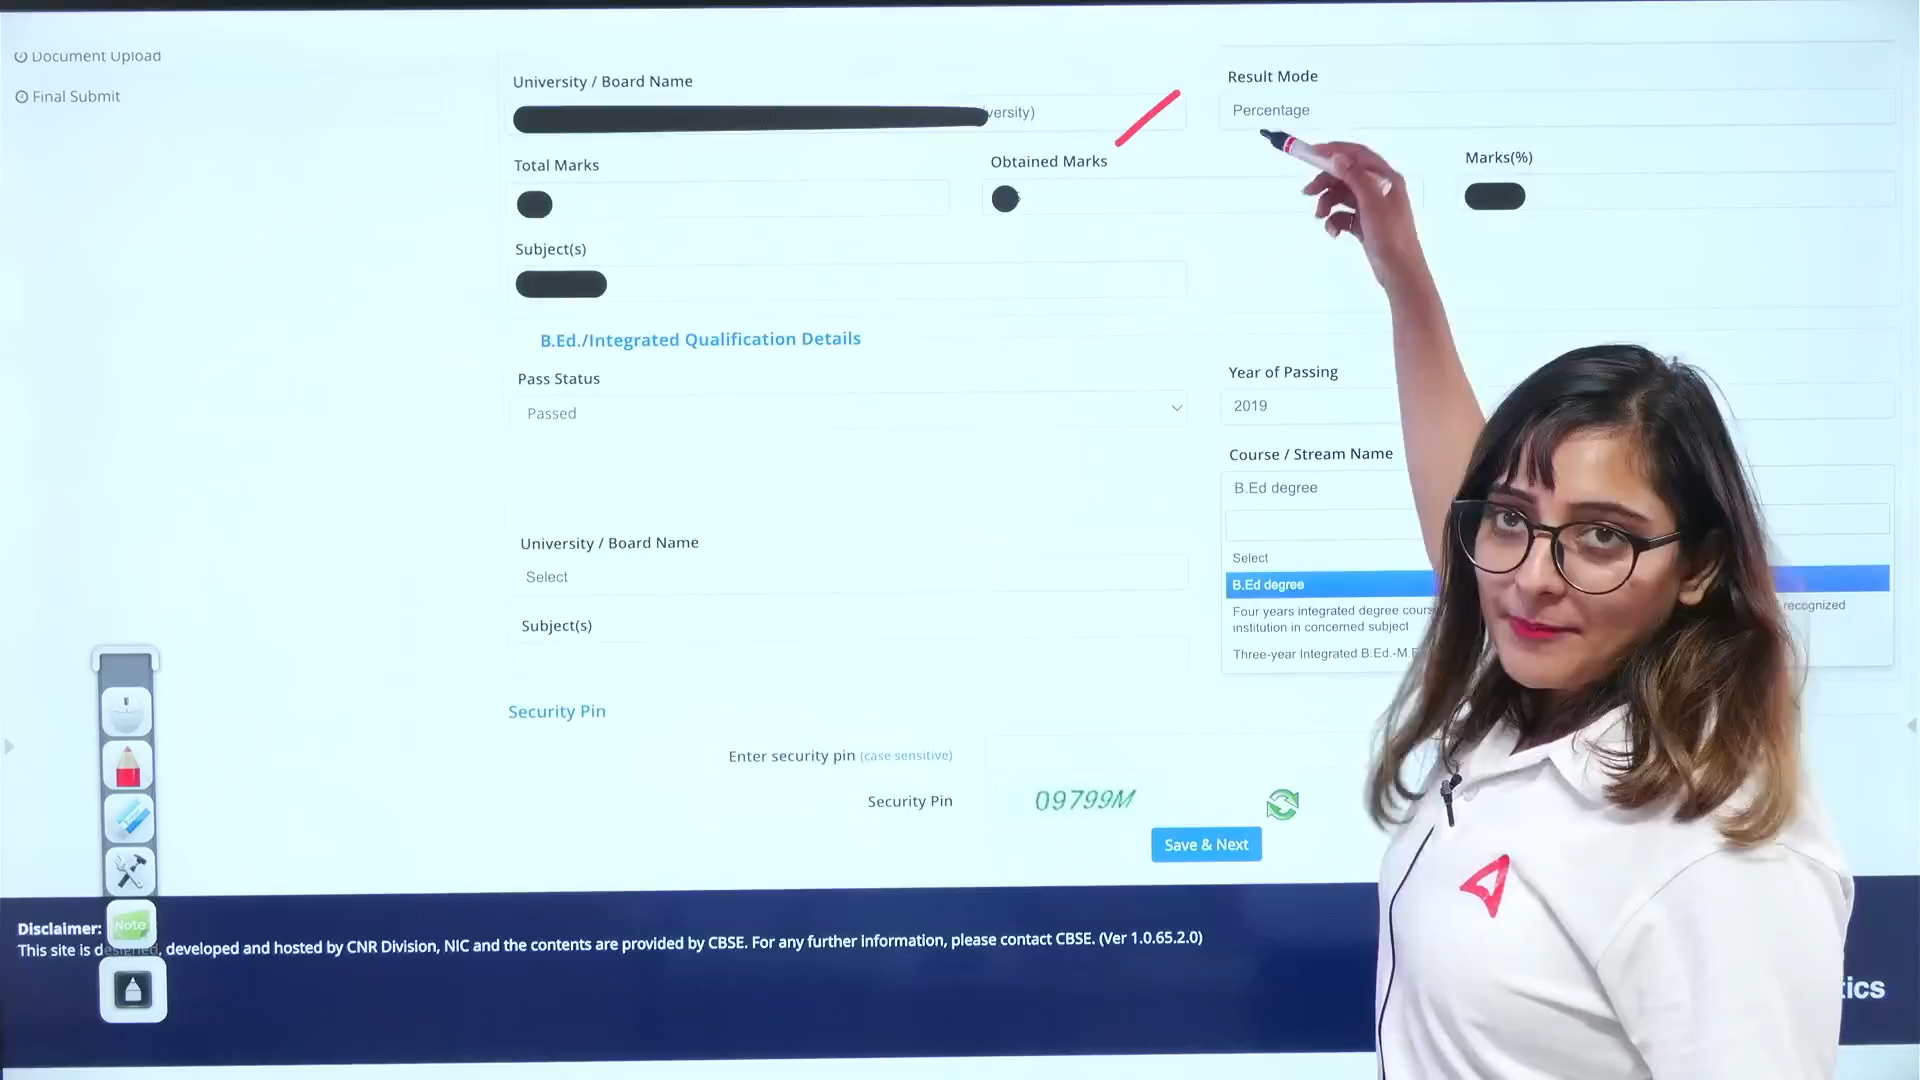 Document Upload
Final Submit
University / Board Name
versity)
Result Mode
Percentage
Total Marks
Obtained Marks
Marks(%)
Subject(s)
B.Ed./Integrated Qualification Details
Pass Status
Passed
Year of Passing
2019
Course / Stream Name
B.Ed degree
University / Board Name
Select
Select
B.Ed degree
Four years integrated degree cours
recognized
institution in concerned subject
Three-year Integrated B.Ed.-M.E
Subject(s)
Security Pin
Enter security pin (case sensitive)
Security Pin
09799M
Save & Next
Note
Disclaimer:
This site is designed, developed and hosted by CNR Division, NIC and the contents are provided by CBSE. For any further information, please contact CBSE. (Ver 1.0.65.2.0)
tics